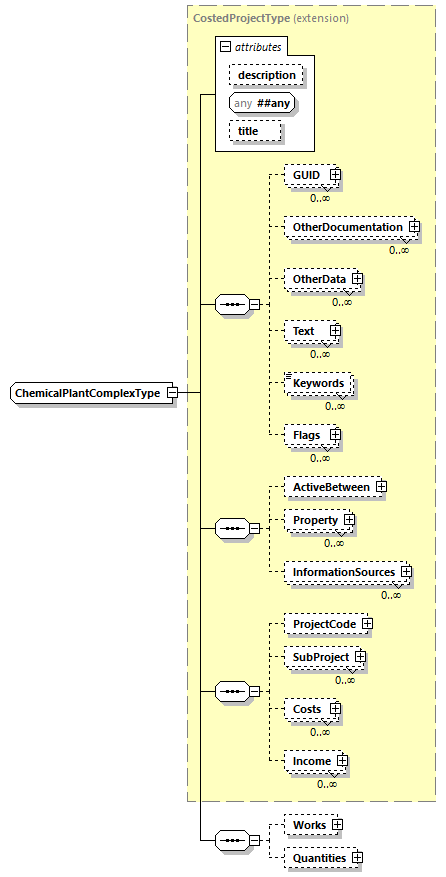 CostedProjectType (extension)
attributes
description
any ##any
title
GUID
0..∞
OtherDocumentation
0..∞
OtherData
0..∞
Text
0..∞
ChemicalPlantComplexType
Keywords
0..∞
Flags
0..∞
ActiveBetween
Property
0..∞
InformationSources
0..∞
ProjectCode
SubProject
0..∞
Costs
0..∞
Income
0..∞
Works
Quantities